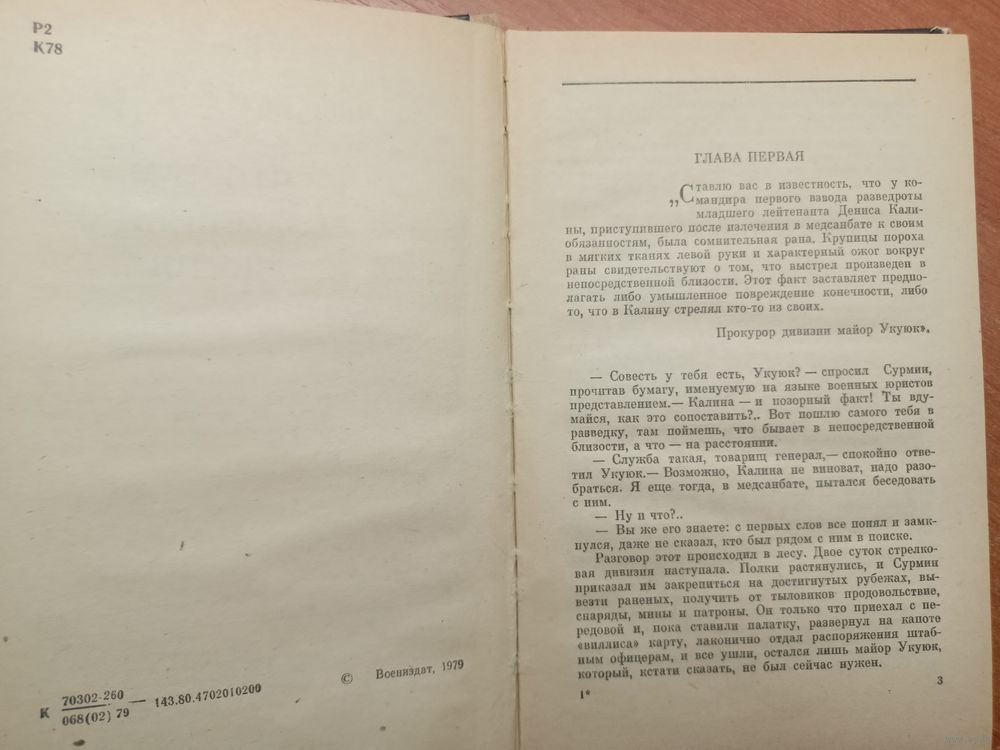 Р2
К78
К 70302-260
068(02) 79 — 143.80.4702010200
© Воениздат, 1979
ГЛАВА ПЕРВАЯ
„Ставлю вас в известность, что у ко-
мандира первого взвода разведроты
младшего лейтенанта Дениса Кали-
ны, приступившего после излечения в медсанбате к своим
обязанностям, была сомнительная рана. Крупицы пороха
в мягких тканях левой руки и характерный ожог вокруг
раны свидетельствуют о том, что выстрел произведен в
непосредственной близости. Этот факт заставляет предпо-
лагать либо умышленное повреждение конечности, либо
то, что в Калину стрелял кто-то из своих.
Прокурор дивизии майор Укуюк».
— Совесть у тебя есть, Укуюк? — спросил Сурмин,
прочитав бумагу, именуемую на языке военных юристов
представлением.— Калина — и позорный факт! Ты вду-
майся, как это сопоставить?.. Вот пошлю самого тебя в
разведку, там поймешь, что бывает в непосредственной
близости, а что — на расстоянии.
— Служба такая, товарищ генерал,— спокойно отве-
тил Укуюк.— Возможно, Калина не виноват, надо разо-
браться. Я еще тогда, в медсанбате, пытался беседовать
с ним.
— Ну и что?..
— Вы же его знаете: с первых слов все понял и замк-
нулся, даже не сказал, кто был рядом с ним в поиске.
Разговор этот происходил в лесу. Двое суток стрелко-
вая дивизия наступала. Полки растянулись, и Сурмин
приказал им закрепиться на достигнутых рубежах, вы-
везти раненых, получить от тыловиков продовольствие,
снаряды, мины и патроны. Он только что приехал с пе-
редовой и, пока ставили палатку, развернул на капоте
«виллиса» карту, лаконично отдал распоряжения штаб-
ным офицерам, и все ушли, остался лишь майор Укуюк,
который, кстати сказать, не был сейчас нужен.
1*
3